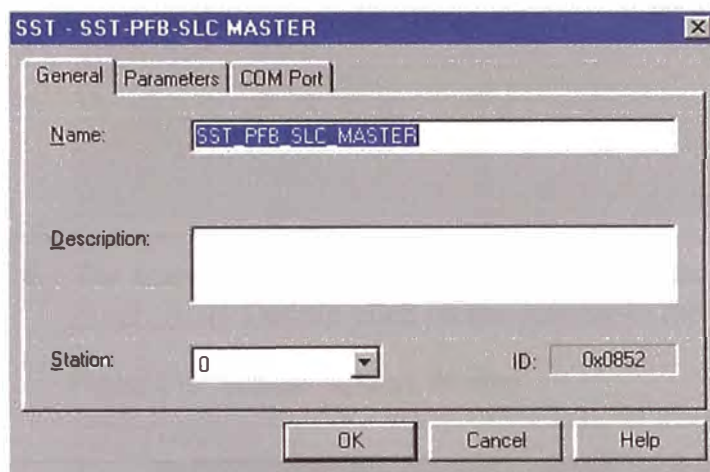 SST - SST-PFB-SLC MASTER
General Parameters COM Port
Name: SST_PFB_SLC_MASTER
Description:
Station: 0 ID: 0x0852
OK Cancel Help